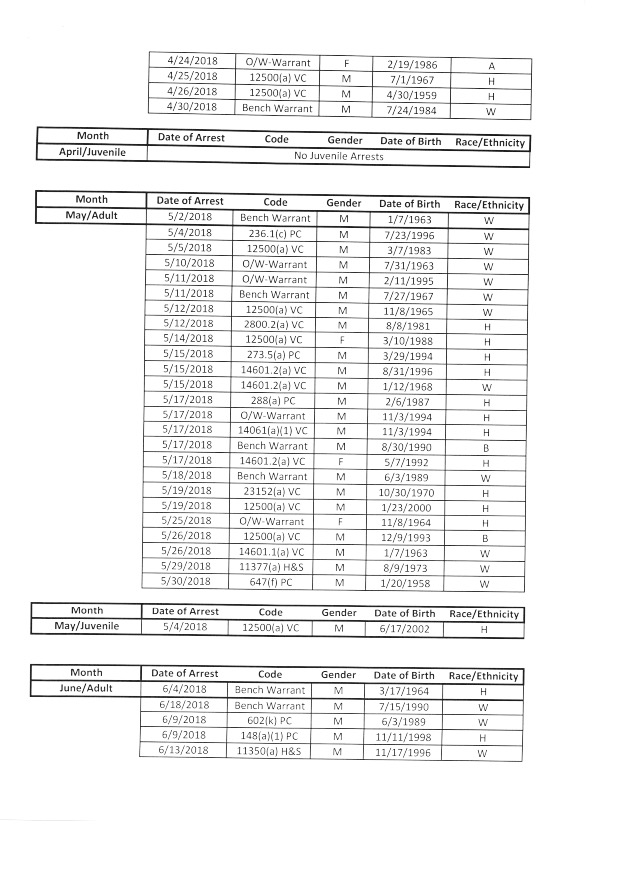 4/24/2018 O/W-Warrant F 2/19/1986 A
4/25/2018 12500(a) VC M 7/1/1967 H
4/26/2018 12500(a) VC M 4/30/1959 H
4/30/2018 Bench Warrant M 7/24/1984 W
Month Date of Arrest Code Gender Date of Birth Race/Ethnicity
April/Juvenile No Juvenile Arrests
Month Date of Arrest Code Gender Date of Birth Race/Ethnicity
May/Adult 5/2/2018 Bench Warrant M 1/7/1963 W
5/4/2018 236.1(c) PC M 7/23/1996 W
5/5/2018 12500(a) VC M 3/7/1983 W
5/10/2018 O/W-Warrant M 7/31/1963 W
5/11/2018 O/W-Warrant M 2/11/1995 W
5/11/2018 Bench Warrant M 7/27/1967 W
5/12/2018 12500(a) VC M 11/8/1965 W
5/12/2018 2800.2(a) VC M 8/8/1981 H
5/14/2018 12500(a) VC F 3/10/1988 H
5/15/2018 273.5(a) PC M 3/29/1994 H
5/15/2018 14601.2(a) VC M 8/31/1996 H
5/15/2018 14601.2(a) VC M 1/12/1968 W
5/17/2018 288(a) PC M 2/6/1987 H
5/17/2018 O/W-Warrant M 11/3/1994 H
5/17/2018 14061(a)(1) VC M 11/3/1994 H
5/17/2018 Bench Warrant M 8/30/1990 B
5/17/2018 14601.2(a) VC F 5/7/1992 H
5/18/2018 Bench Warrant M 6/3/1989 W
5/19/2018 23152(a) VC M 10/30/1970 H
5/19/2018 12500(a) VC M 1/23/2000 H
5/25/2018 O/W-Warrant F 11/8/1964 H
5/26/2018 12500(a) VC M 12/9/1993 B
5/26/2018 14601.1(a) VC M 1/7/1963 W
5/29/2018 11377(a) H&S M 8/9/1973 W
5/30/2018 647(f) PC M 1/20/1958 W
Month Date of Arrest Code Gender Date of Birth Race/Ethnicity
May/Juvenile 5/4/2018 12500(a) VC M 6/17/2002 H
Month Date of Arrest Code Gender Date of Birth Race/Ethnicity
June/Adult 6/4/2018 Bench Warrant M 3/17/1964 H
6/18/2018 Bench Warrant M 7/15/1990 W
6/9/2018 602(k) PC M 6/3/1989 W
6/9/2018 148(a)(1) PC M 11/11/1998 H
6/13/2018 11350(a) H&S M 11/17/1996 W